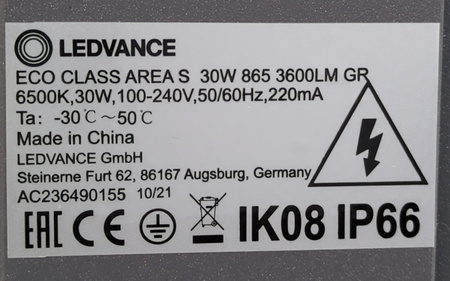 LEDVANCE
ECO CLASS AREA S 30W 865 3600LM GR
6500K,30W,100-240V,50/60Hz,220mA
Ta: -30℃~50℃
Made in China
LEDVANCE GmbH
Steinerne Furt 62, 86167 Augsburg, Germany
AC236490155 10/21
EAC CE IK08 IP66